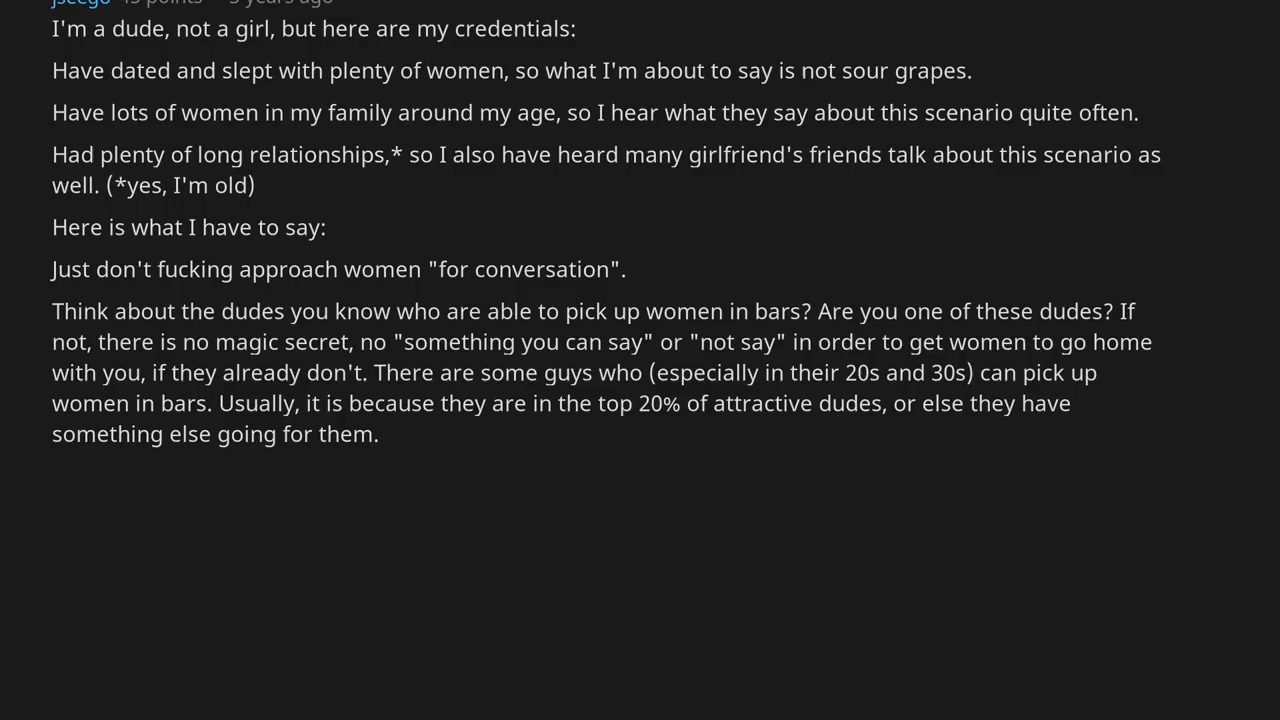 I'm a dude, not a girl, but here are my credentials:
Have dated and slept with plenty of women, so what I'm about to say is not sour grapes.
Have lots of women in my family around my age, so I hear what they say about this scenario quite often.
Had plenty of long relationships,* so I also have heard many girlfriend's friends talk about this scenario as
well. (*yes, I'm old)
Here is what I have to say:
Just don't fucking approach women "for conversation".
Think about the dudes you know who are able to pick up women in bars? Are you one of these dudes? If
not, there is no magic secret, no "something you can say" or "not say" in order to get women to go home
with you, if they already don't. There are some guys who (especially in their 20s and 30s) can pick up
women in bars. Usually, it is because they are in the top 20% of attractive dudes, or else they have
something else going for them.